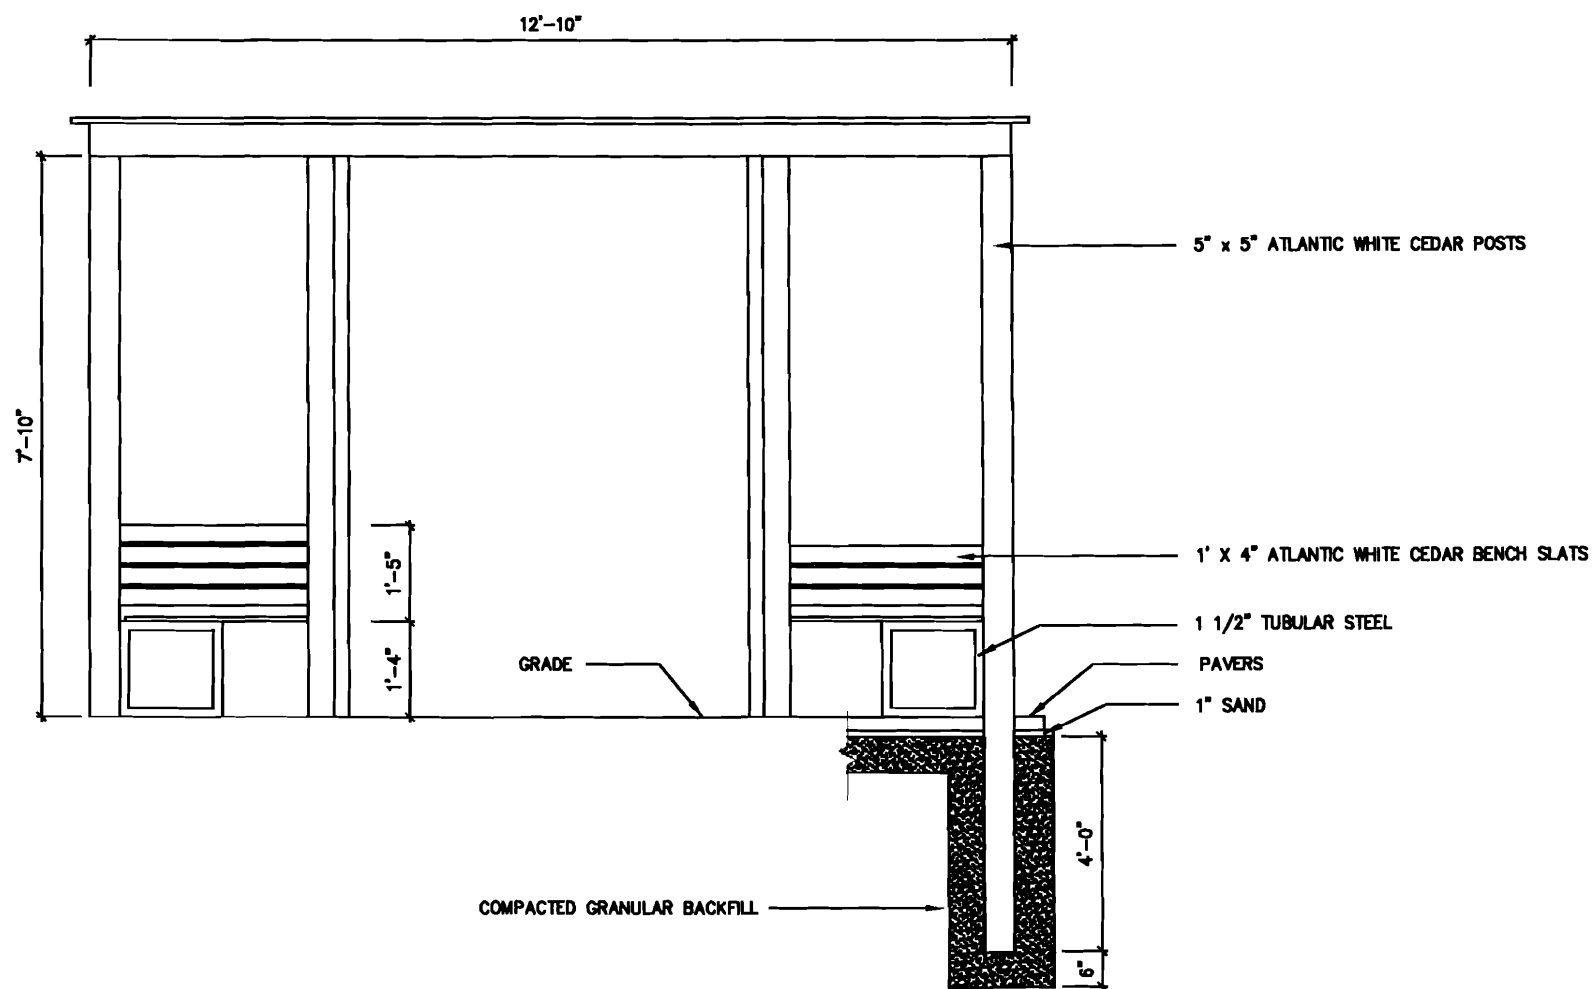 12'-10"
5" x 5" ATLANTIC WHITE CEDAR POSTS
7'-10"
1'-5"
1' X 4" ATLANTIC WHITE CEDAR BENCH SLATS
1 1/2" TUBULAR STEEL
1'-4"
GRADE
PAVERS
1" SAND
4'-0"
COMPACTED GRANULAR BACKFILL
6"